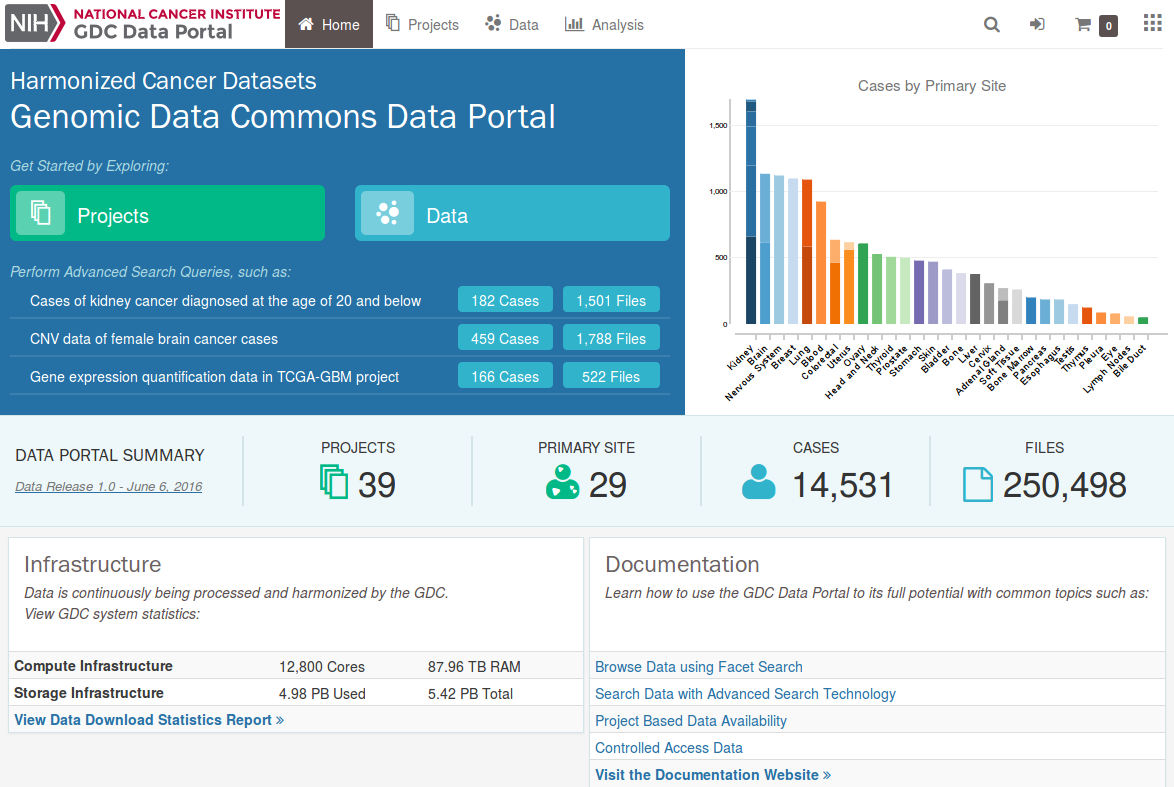 NIH NATIONAL CANCER INSTITUTE
GDC Data Portal
Home
Projects
Data
Analysis
0
Harmonized Cancer Datasets
Genomic Data Commons Data Portal
Get Started by Exploring:
Projects
Data
Perform Advanced Search Queries, such as:
Cases of kidney cancer diagnosed at the age of 20 and below 182 Cases 1,501 Files
CNV data of female brain cancer cases 459 Cases 1,788 Files
Gene expression quantification data in TCGA-GBM project 166 Cases 522 Files
Cases by Primary Site
1,500
1,000
500
0
Kidney
Brain
Nervous System
Breast
Lung
Blood
Colorectal
Uterus
Ovary
Head and Neck
Thyroid
Prostate
Stomach
Skin
Bladder
Bone
Liver
Cervix
Adrenal Gland
Soft Tissue
Bone Marrow
Pancreas
Esophagus
Testis
Thymus
Pleura
Eye
Lymph Nodes
Bile Duct
DATA PORTAL SUMMARY
Data Release 1.0 - June 6, 2016
PROJECTS
39
PRIMARY SITE
29
CASES
14,531
FILES
250,498
Infrastructure
Data is continuously being processed and harmonized by the GDC.
View GDC system statistics:
Compute Infrastructure 12,800 Cores 87.96 TB RAM
Storage Infrastructure 4.98 PB Used 5.42 PB Total
View Data Download Statistics Report »
Documentation
Learn how to use the GDC Data Portal to its full potential with common topics such as:
Browse Data using Facet Search
Search Data with Advanced Search Technology
Project Based Data Availability
Controlled Access Data
Visit the Documentation Website »